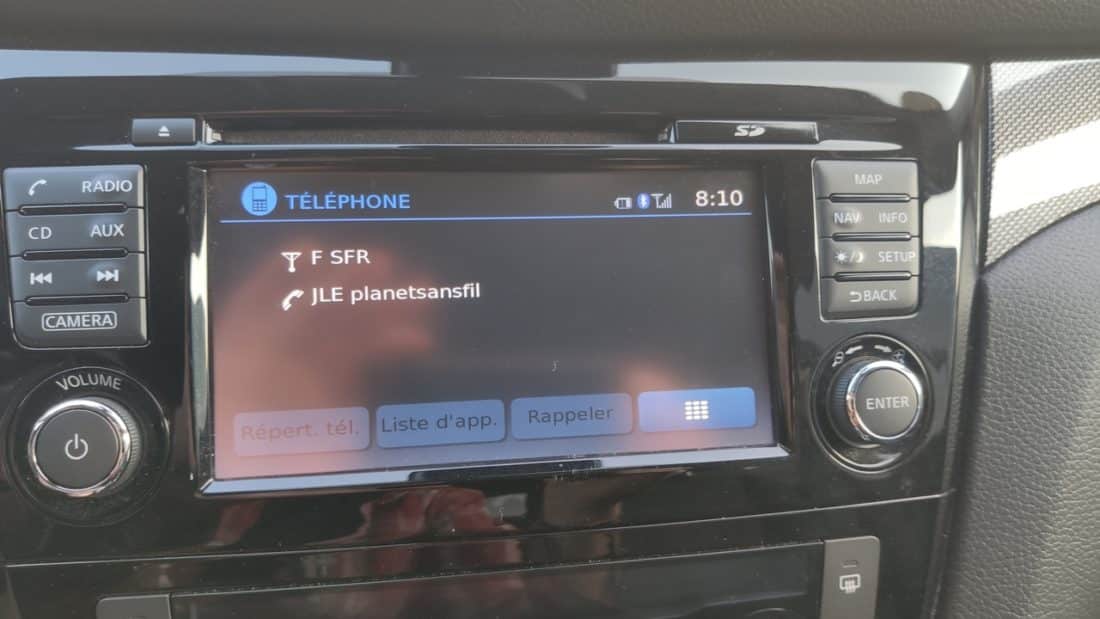 SD
RADIO
CD AUX
CAMERA
VOLUME
TÉLÉPHONE 8:10
F SFR
JLE planetsansfil
Répert. tél. Liste d'app. Rappeler
MAP
NAV INFO
SETUP
BACK
ENTER